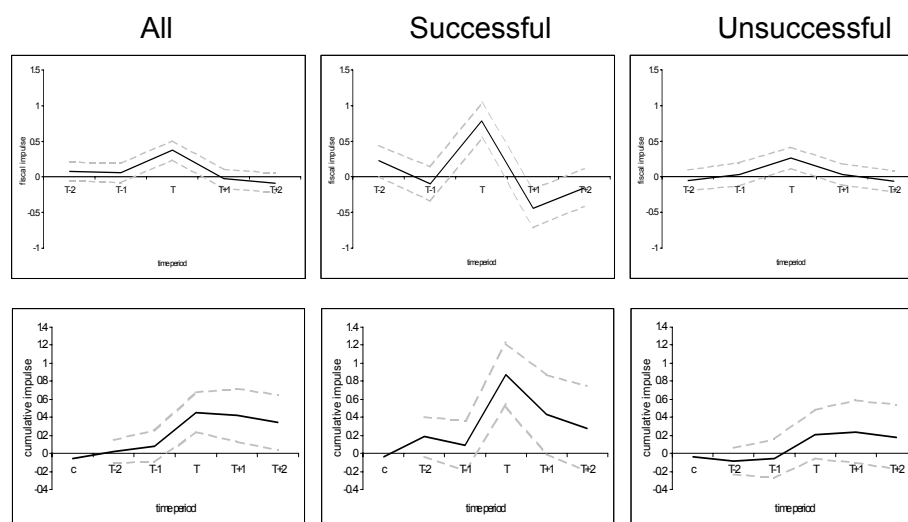 All
Successful
Unsuccessful
1.5
1
0.5
0
-0.5
-1
fiscal impulse
T-2 T-1 T T+1 T+2
time period
1.5
1
0.5
0
-0.5
-1
fiscal impulse
T-2 T-1 T T+1 T+2
time period
1.5
1
0.5
0
-0.5
-1
fiscal impulse
T-2 T-1 T T+1 T+2
time period
1.4
1.2
1
0.8
0.6
0.4
0.2
0
-0.2
-0.4
cumulative impulse
c T-2 T-1 T T+1 T+2
time period
1.4
1.2
1
0.8
0.6
0.4
0.2
0
-0.2
-0.4
cumulative impulse
c T-2 T-1 T T+1 T+2
time period
1.4
1.2
1
0.8
0.6
0.4
0.2
0
-0.2
-0.4
cumulative impulse
c T-2 T-1 T T+1 T+2
time period